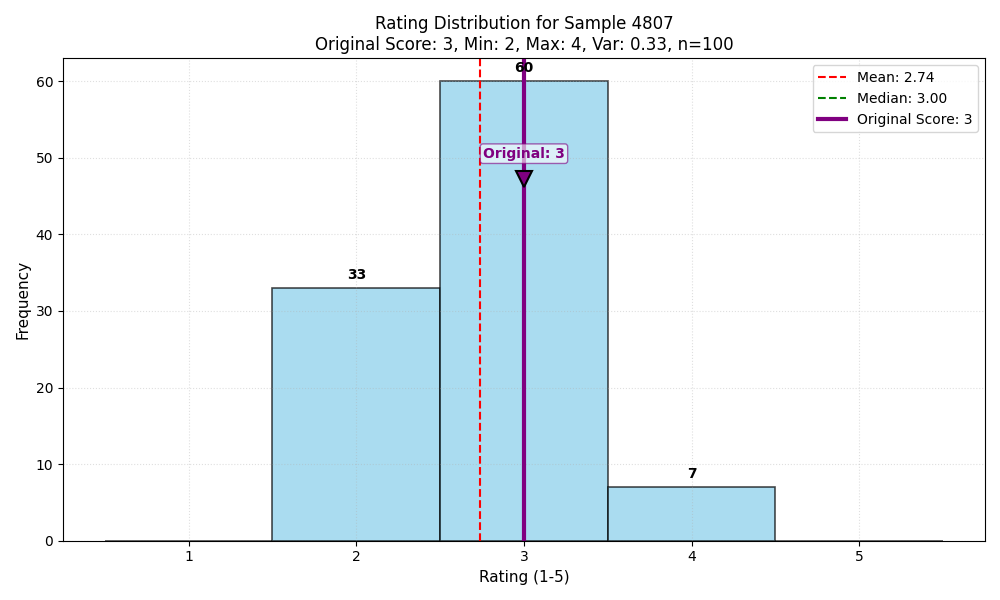 Rating Distribution for Sample 4807
Original Score: 3, Min: 2, Max: 4, Var: 0.33, n=100
Mean: 2.74
Median: 3.00
Original Score: 3
60
Original: 3
33
7
Frequency
60
50
40
30
20
10
0
1 2 3 4 5
Rating (1-5)